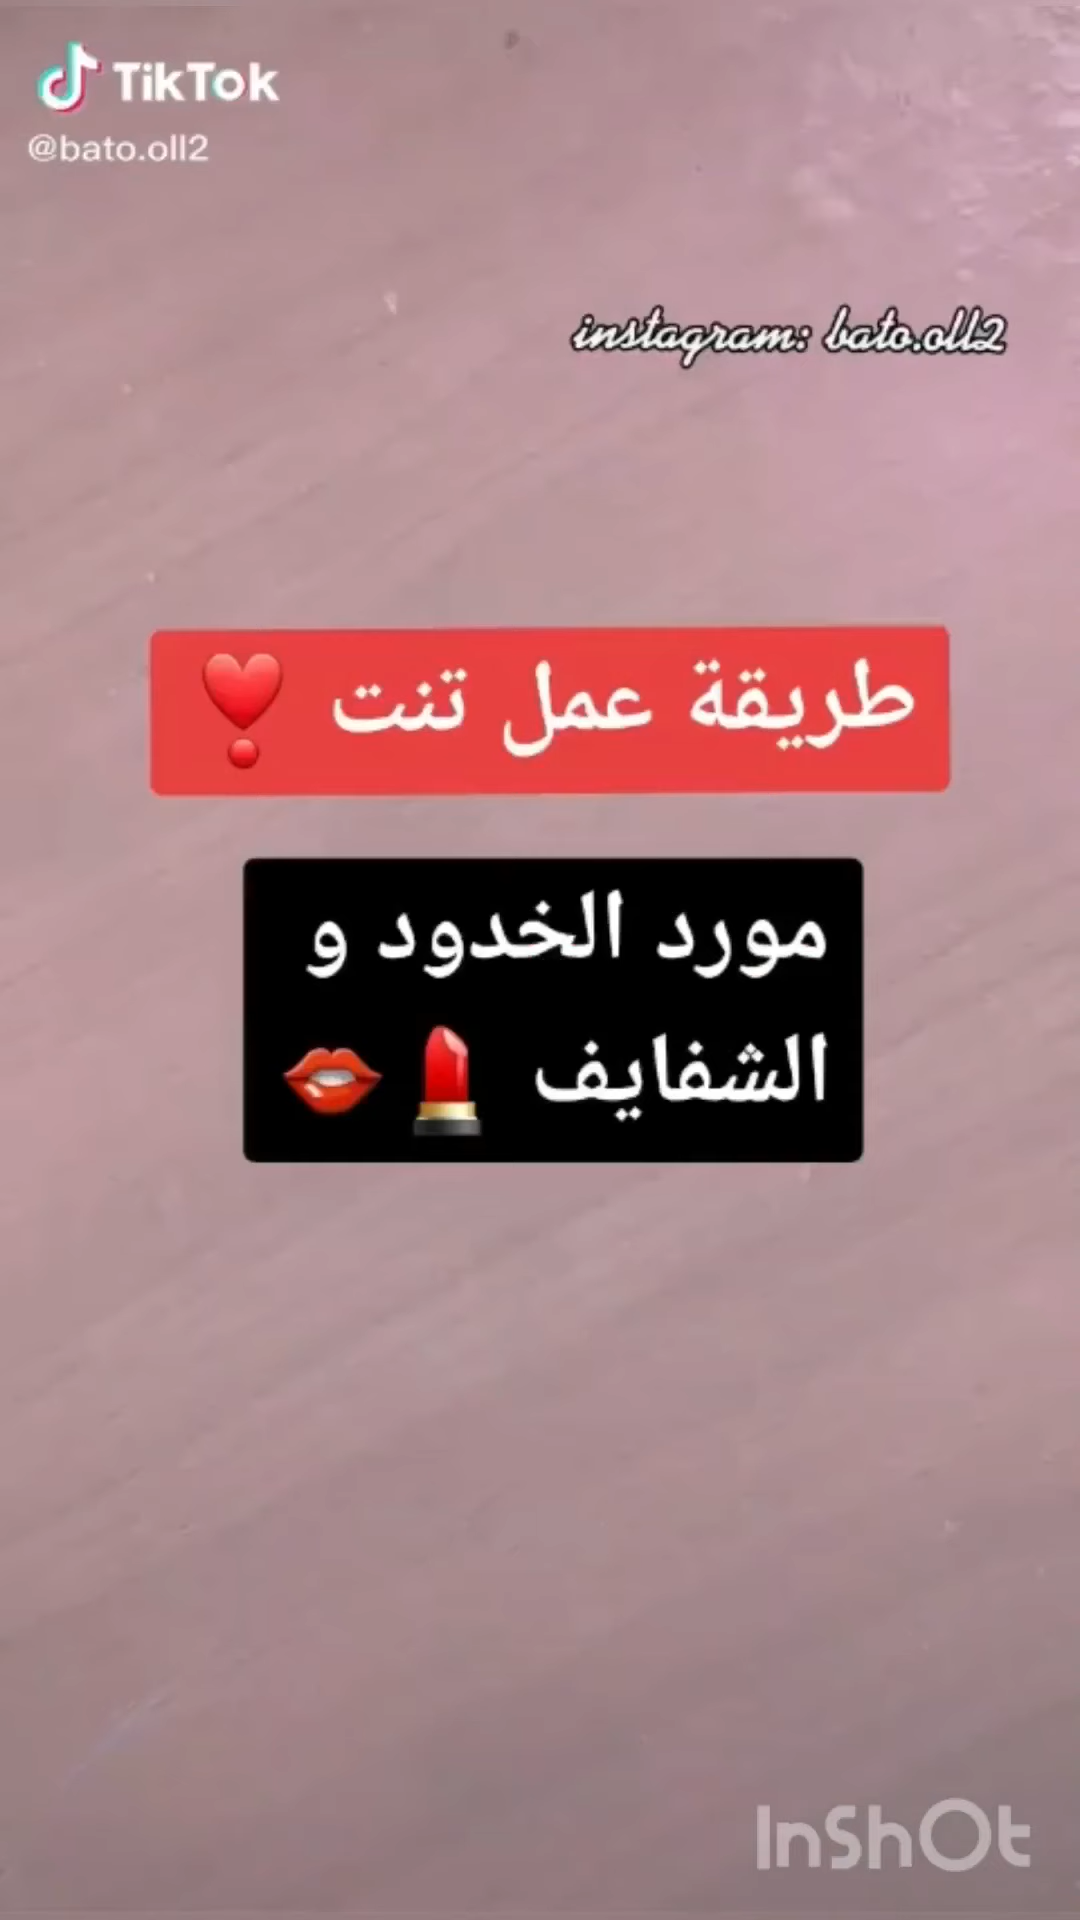 TikTok
@bato.oll2
instagram: bato.oll2
طريقة عمل تنت ❣️
مورد الخدود و
الشفايف 💄👄
InShOt